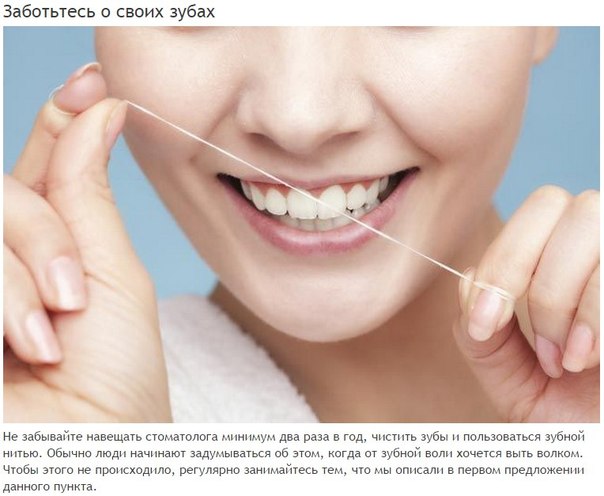 Заботьтесь о своих зубах
Не забывайте навещать стоматолога минимум два раза в год, чистить зубы и пользоваться зубной
нитью. Обычно люди начинают задумываться об этом, когда от зубной воли хочется выть волком.
Чтобы этого не происходило, регулярно занимайтесь тем, что мы описали в первом предложении
данного пункта.